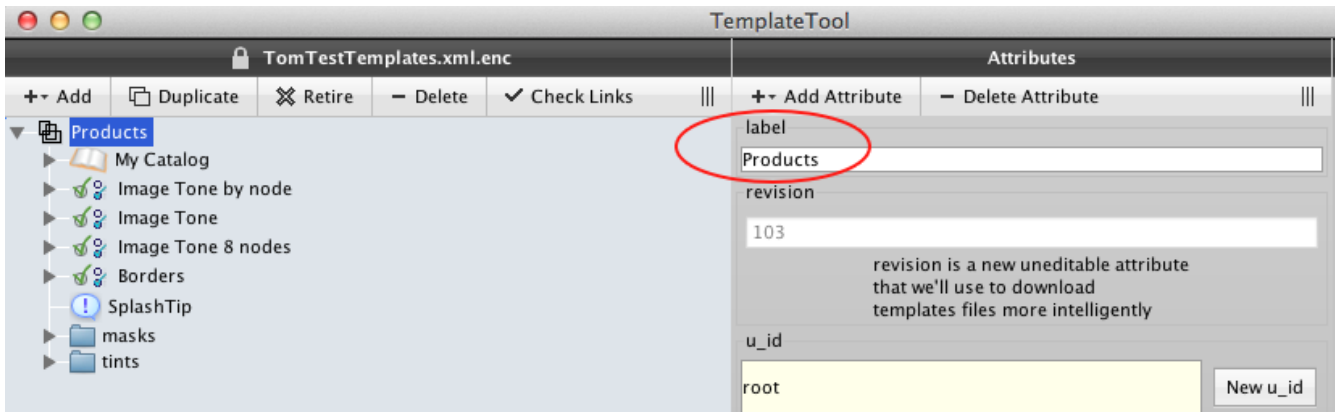 TemplateTool
TomTestTemplates.xml.enc
Attributes
Add
Duplicate
Retire
Delete
Check Links
Add Attribute
Delete Attribute
Products
My Catalog
Image Tone by node
Image Tone
Image Tone 8 nodes
Borders
SplashTip
masks
tints
label
Products
revision
103
revision is a new uneditable attribute
that we'll use to download
templates files more intelligently
u_id
root
New u_id